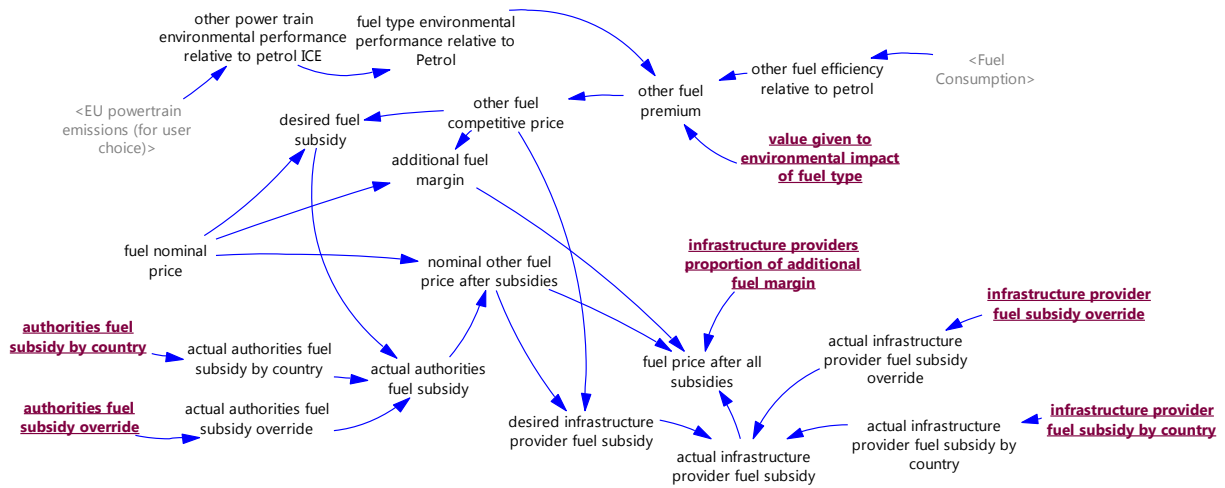 other power train
environmental performance
relative to petrol ICE
fuel type environmental
performance relative to
Petrol
<Fuel
Consumption>
other fuel efficiency
relative to petrol
other fuel
premium
<EU powertrain
emissions (for user
choice)>
desired fuel
subsidy
other fuel
competitive price
value given to
environmental impact
of fuel type
additional fuel
margin
fuel nominal
price
nominal other fuel
price after subsidies
infrastructure providers
proportion of additional
fuel margin
infrastructure provider
fuel subsidy override
authorities fuel
subsidy by country
actual authorities fuel
subsidy by country
actual authorities
fuel subsidy
fuel price after all
subsidies
actual infrastructure
provider fuel subsidy
override
authorities fuel
subsidy override
actual authorities fuel
subsidy override
desired infrastructure
provider fuel subsidy
actual infrastructure
provider fuel subsidy
actual infrastructure
provider fuel subsidy by
country
infrastructure provider
fuel subsidy by country